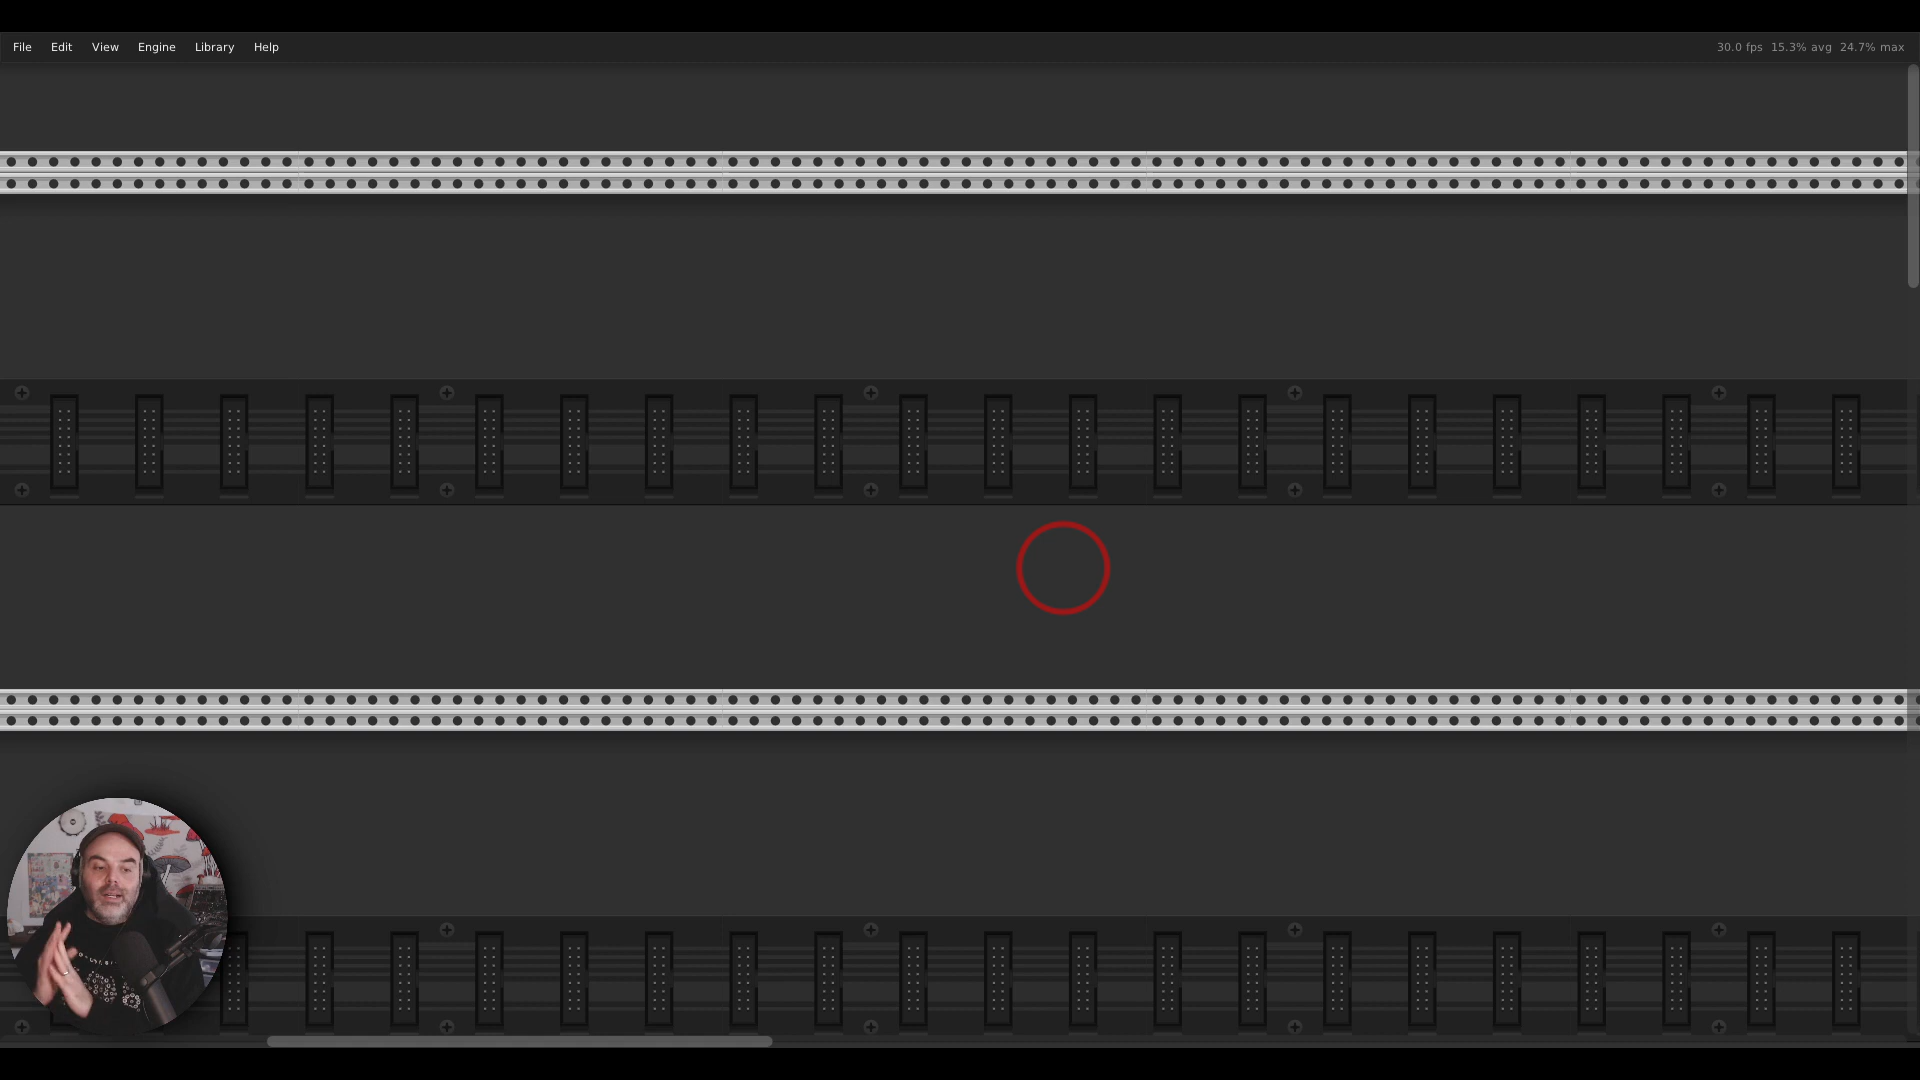 File Edit View Engine Library Help
30.0 fps 15.3% avg 24.7% max